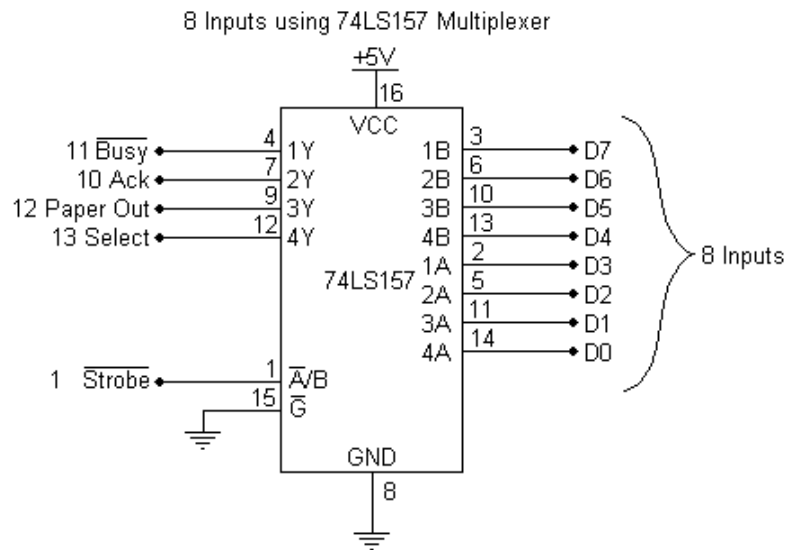 8 Inputs using 74LS157 Multiplexer
+5V
16
VCC
11 Busy 4 1Y 1B 3 D7
10 Ack 7 2Y 2B 6 D6
12 Paper Out 9 3Y 3B 10 D5
13 Select 12 4Y 4B 13 D4
1A 2 D3
8 Inputs
74LS157
2A 5 D2
3A 11 D1
4A 14 D0
1 Strobe 1 A/B
15 G
GND
8